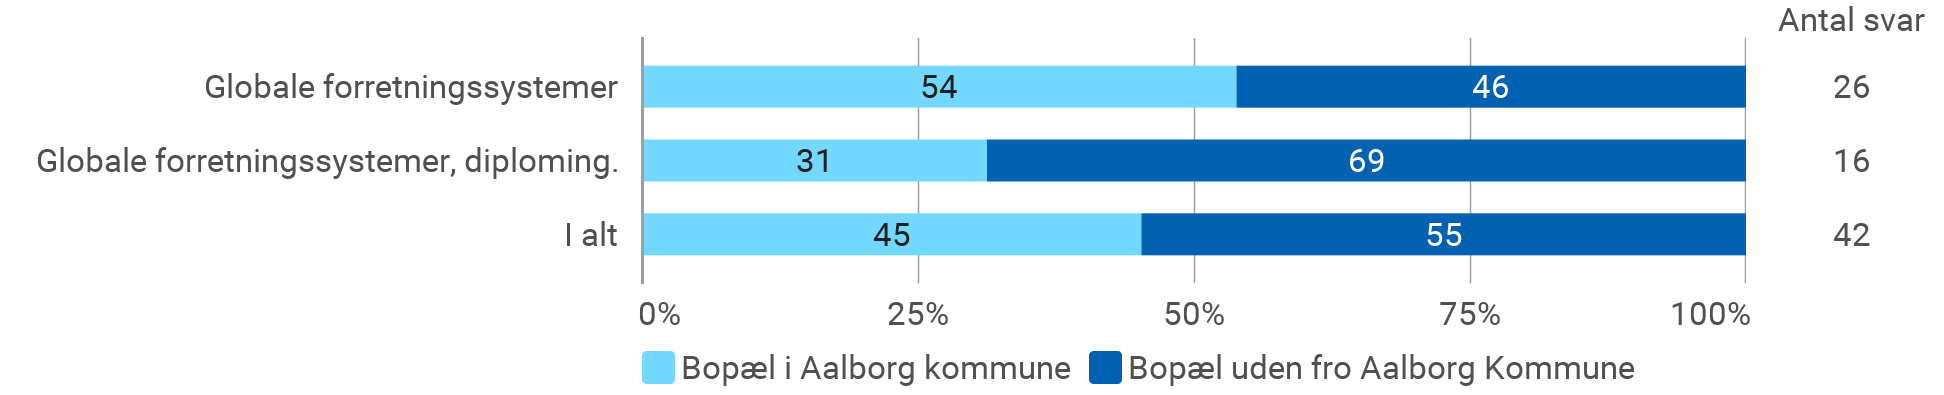 Antal svar
Globale forretningssystemer 54 46 26
Globale forretningssystemer, diploming. 31 69 16
I alt 45 55 42
0% 25% 50% 75% 100%
Bopæl i Aalborg kommune Bopæl uden fro Aalborg Kommune